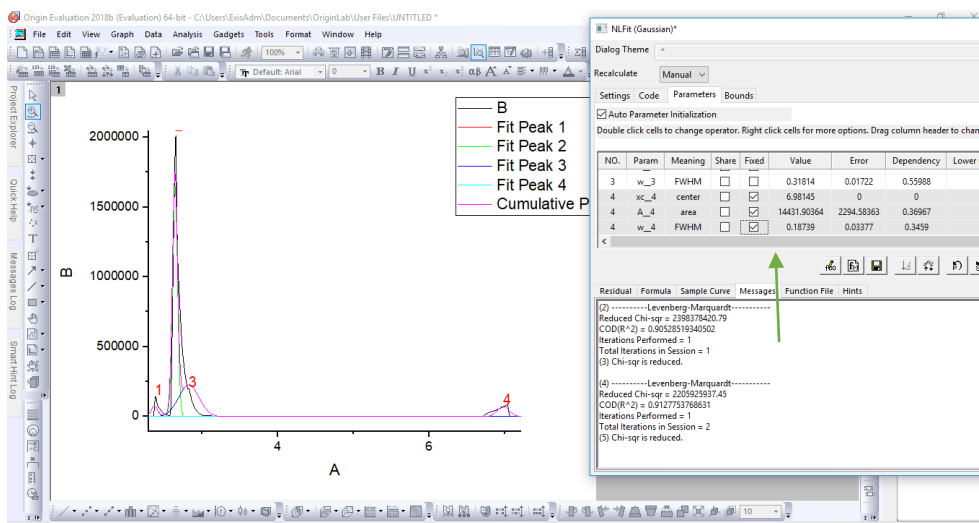 Origin Evaluation 2018b (Evaluation) 64-bit - C:\Users\ExisAdm\Documents\OriginLab\User Files\UNTITLED *
File Edit View Graph Data Analysis Gadgets Tools Format Window Help
100%
Default: Arial 0 B I U αβ A A
Project Explorer
Quick Help
Messages Log
Smart Hint Log
1
B
Fit Peak 1
Fit Peak 2
Fit Peak 3
Fit Peak 4
Cumulative P
2000000
1500000
1000000
500000
0
B
1
3
4
4 6
A
10
NLFit (Gaussian)*
Dialog Theme *
Recalculate Manual
Settings Code Parameters Bounds
Auto Parameter Initialization
Double click cells to change operator. Right click cells for more options. Drag column header to chan
NO. Param Meaning Share Fixed Value Error Dependency Lower
3 w_3 FWHM 0.31814 0.01722 0.55988
4 xc_4 center 6.98145 0 0
4 A_4 area 14431.90364 2294.58363 0.36967
4 w_4 FWHM 0.18739 0.03377 0.3459
Residual Formula Sample Curve Messages Function File Hints
(2) ----------Levenberg-Marquardt-----------
Reduced Chi-sqr = 2398378420.79
COD(R^2) = 0.90528519340502
Iterations Performed = 1
Total Iterations in Session = 1
(3) Chi-sqr is reduced.
(4) ----------Levenberg-Marquardt-----------
Reduced Chi-sqr = 2205925937.45
COD(R^2) = 0.9127753768631
Iterations Performed = 1
Total Iterations in Session = 2
(5) Chi-sqr is reduced.